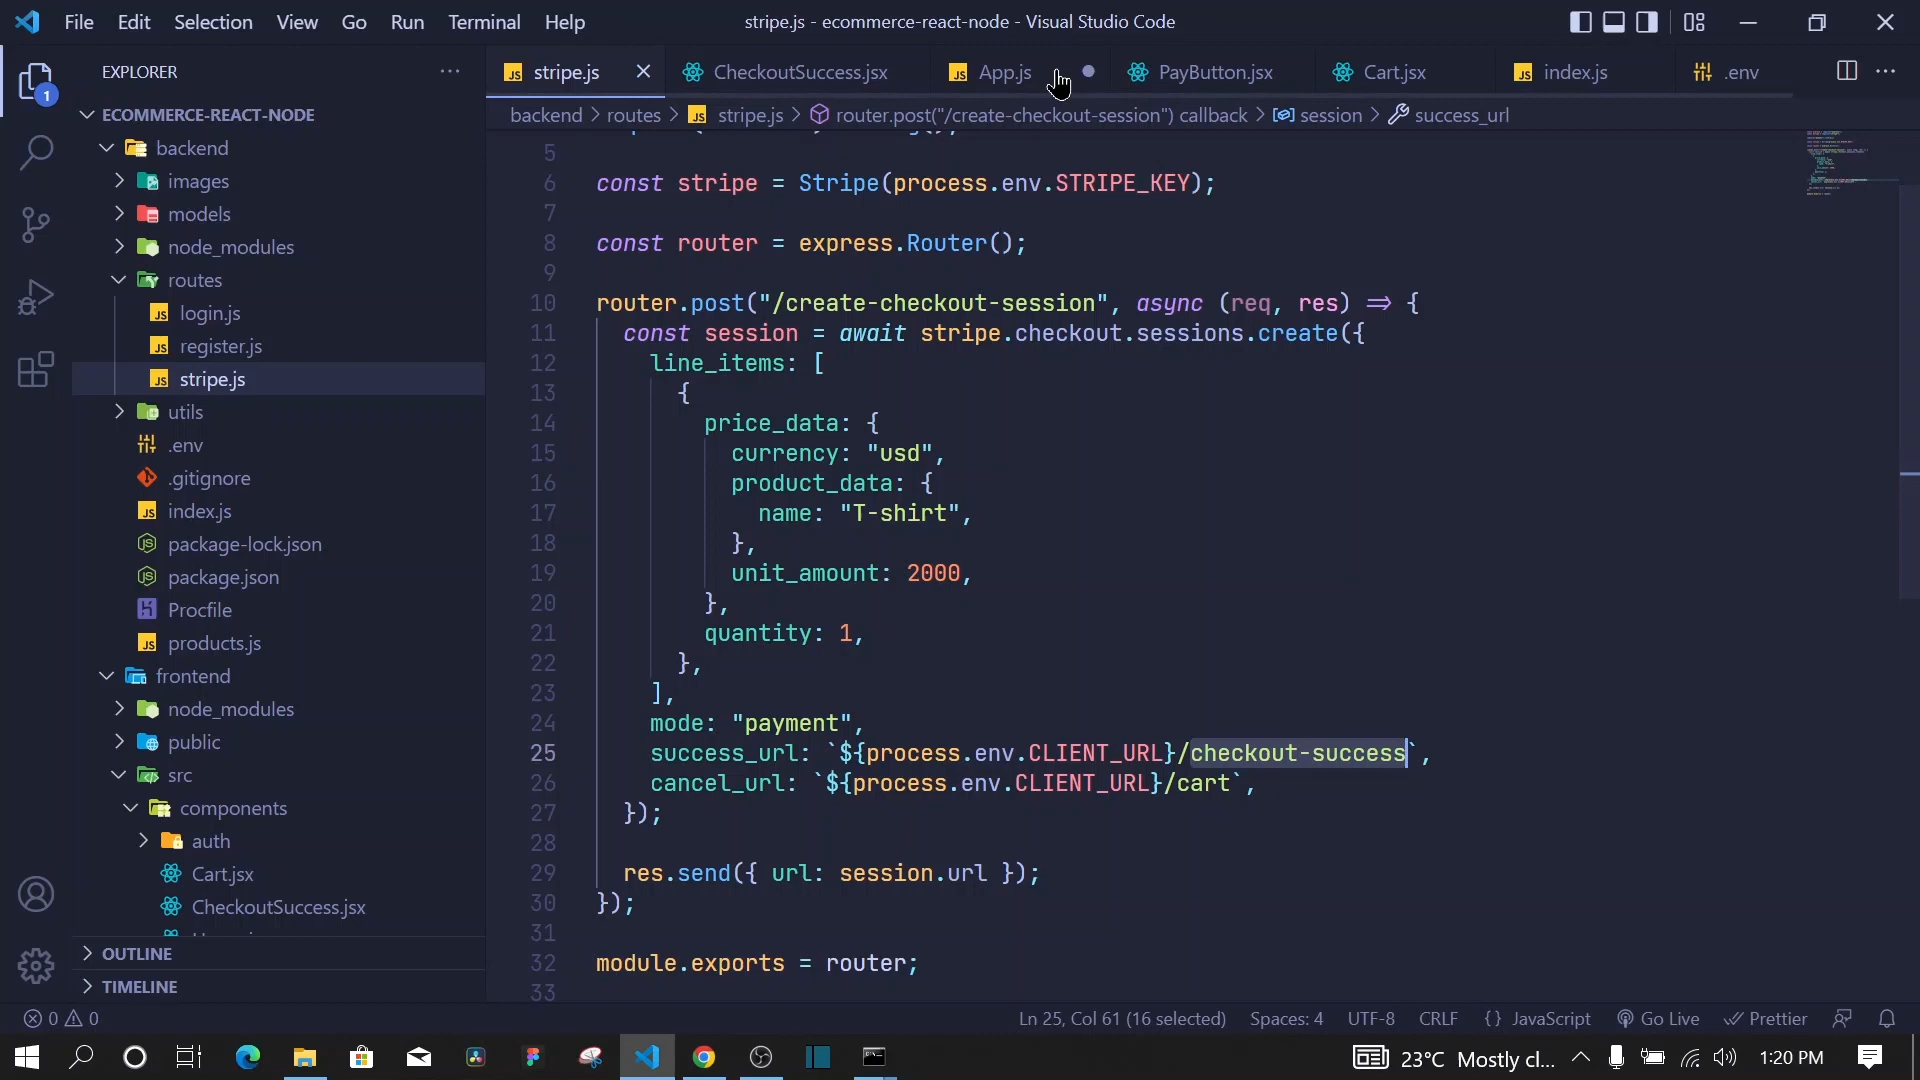 File Edit Selection View Go Run Terminal Help
stripe.js - ecommerce-react-node - Visual Studio Code
EXPLORER
1
ECOMMERCE-REACT-NODE
backend
images
models
node_modules
routes
login.js
register.js
stripe.js
utils
.env
.gitignore
index.js
package-lock.json
package.json
Procfile
products.js
frontend
node_modules
public
src
components
auth
Cart.jsx
CheckoutSuccess.jsx
OUTLINE
TIMELINE
JS stripe.js CheckoutSuccess.jsx JS App.js PayButton.jsx Cart.jsx JS index.js .env
backend > routes > JS stripe.js > router.post("/create-checkout-session") callback > session > success_url
5
6 const stripe = Stripe(process.env.STRIPE_KEY);
7
8 const router = express.Router();
9
10 router.post("/create-checkout-session", async (req, res) => {
11 const session = await stripe.checkout.sessions.create({
12 line_items: [
13 {
14 price_data: {
15 currency: "usd",
16 product_data: {
17 name: "T-shirt",
18 },
19 unit_amount: 2000,
20 },
21 quantity: 1,
22 },
23 ],
24 mode: "payment",
25 success_url: `${process.env.CLIENT_URL}/checkout-success`,
26 cancel_url: `${process.env.CLIENT_URL}/cart`,
27 });
28
29 res.send({ url: session.url });
30 });
31
32 module.exports = router;
33
0 0 Ln 25, Col 61 (16 selected) Spaces: 4 UTF-8 CRLF {} JavaScript Go Live Prettier
23°C Mostly cl... 1:20 PM